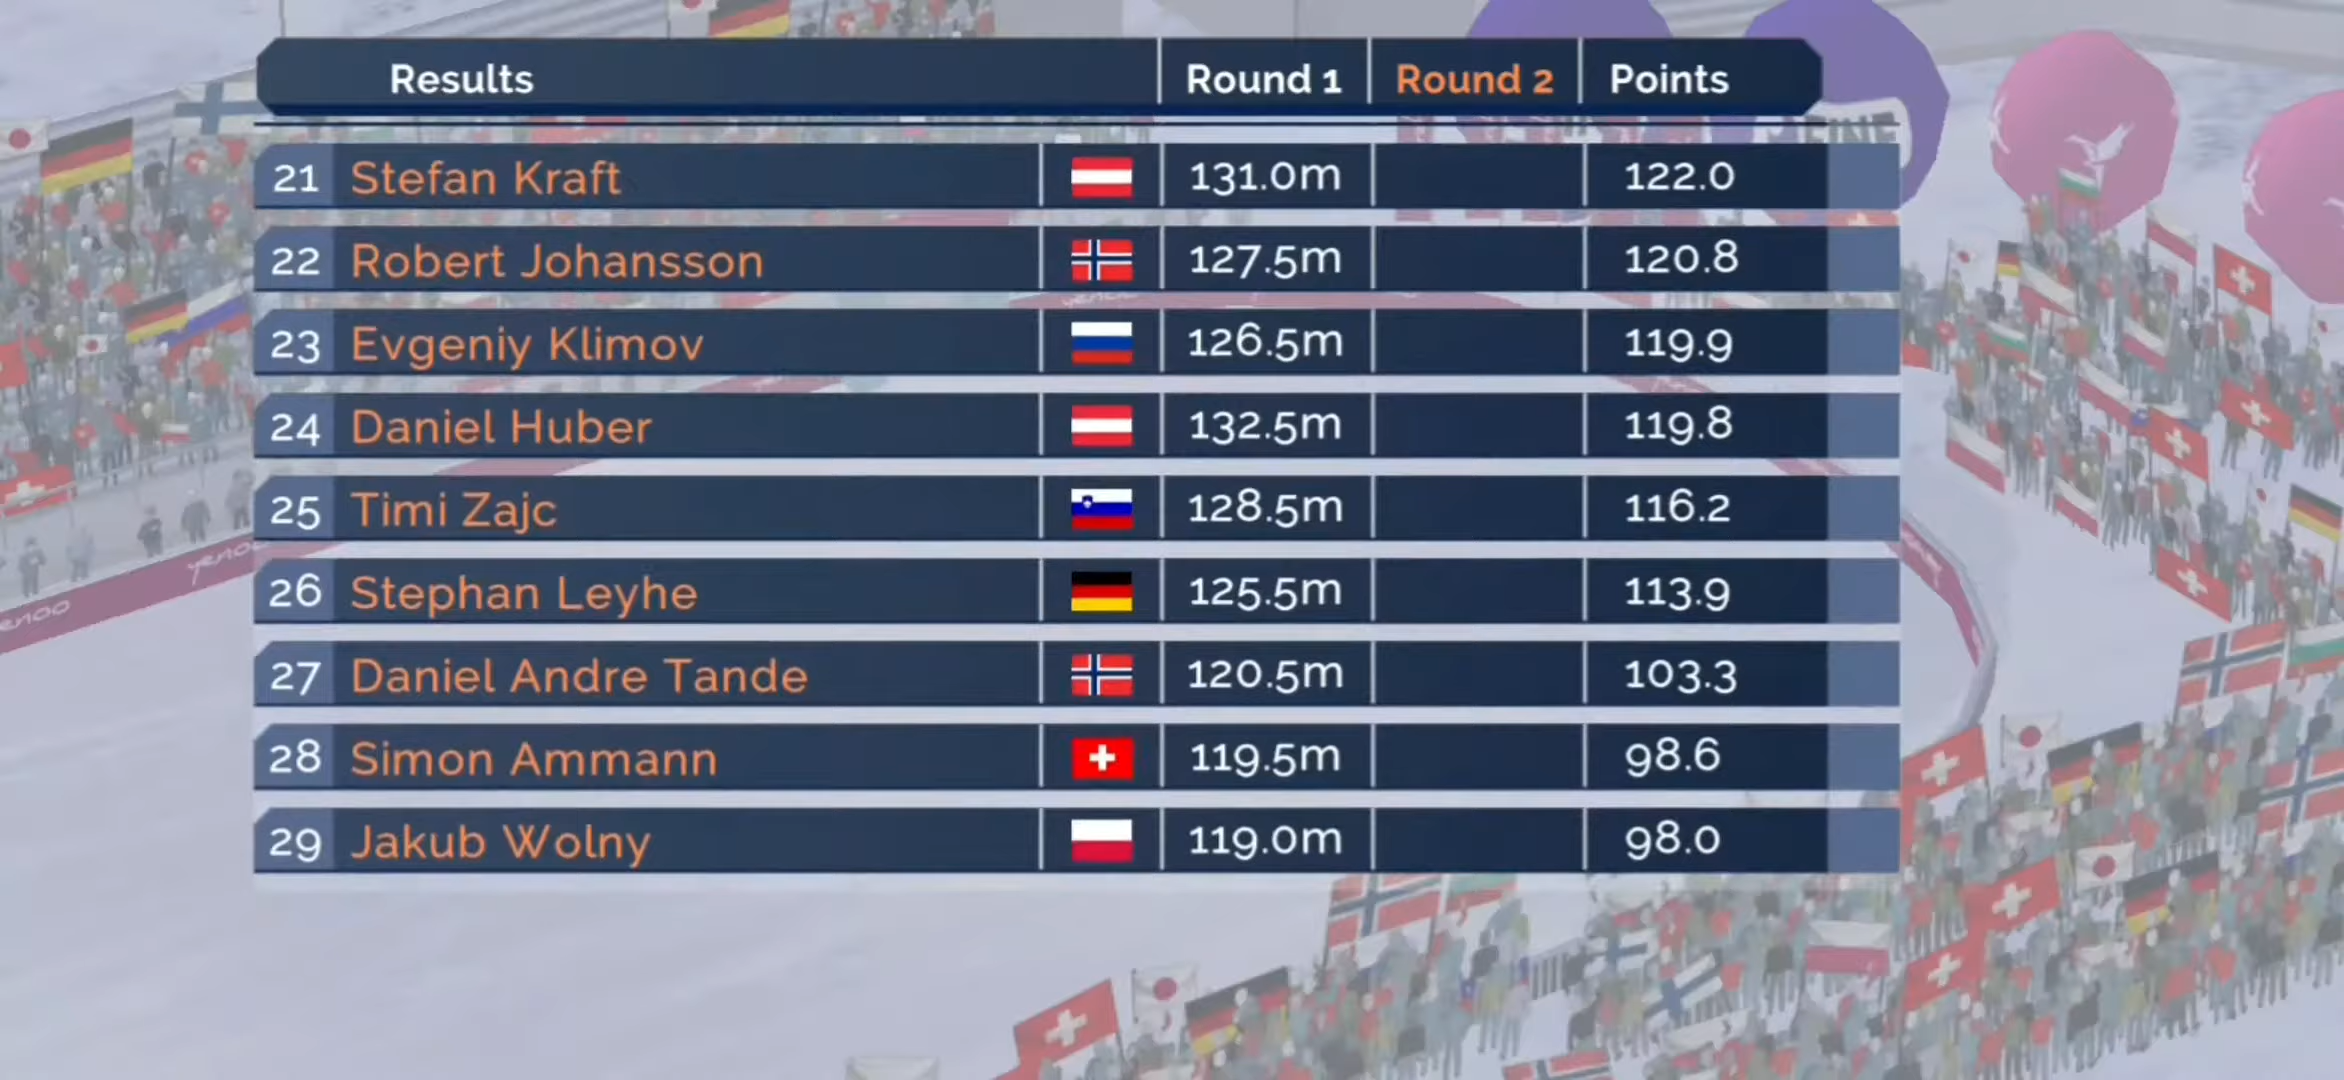 Results Round 1 Round 2 Points
21 Stefan Kraft 131.0m 122.0
22 Robert Johansson 127.5m 120.8
23 Evgeniy Klimov 126.5m 119.9
24 Daniel Huber 132.5m 119.8
25 Timi Zajc 128.5m 116.2
26 Stephan Leyhe 125.5m 113.9
27 Daniel Andre Tande 120.5m 103.3
28 Simon Ammann 119.5m 98.6
29 Jakub Wolny 119.0m 98.0
yenoo